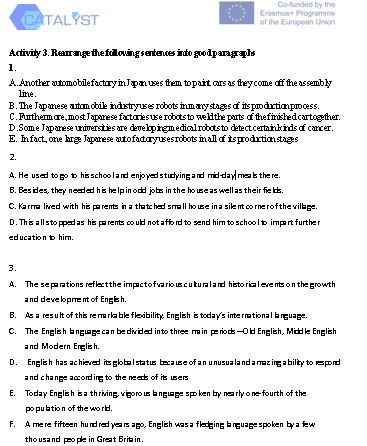 CATALYST
Co-funded by the
Erasmus+ Programme
of the European Union
Activity 3. Rearrange the following sentences into good paragraphs
1.
A. Another automobile factory in Japan uses them to paint cars as they come off the assembly
line.
B. The Japanese automobile industry uses robots in many stages of its production process.
C. Furthermore, most Japanese factories use robots to weld the parts of the finished car together.
D. Some Japanese universities are developing medical robots to detect certain kinds of cancer.
E. In fact, one large Japanese auto factory uses robots in all of its production stages
2.
A. He used to go to his school and enjoyed studying and mid-day meals there.
B. Besides, they needed his help in odd jobs in the house as well as their fields.
C. Karma lived with his parents in a thatched small house in a silent corner of the village.
D. This all stopped as his parents could not afford to send him to school to impart further
education to him.
3.
A. The separations reflect the impact of various cultural and historical events on the growth
and development of English.
B. As a result of this remarkable flexibility, English is today's international language.
C. The English language can be divided into three main periods—Old English, Middle English
and Modern English.
D. English has achieved its global status because of an unusual and amazing ability to respond
and change according to the needs of its users
E. Today English is a thriving, vigorous language spoken by nearly one-fourth of the
population of the world.
F. A mere fifteen hundred years ago, English was a fledgling language spoken by a few
thousand people in Great Britain.